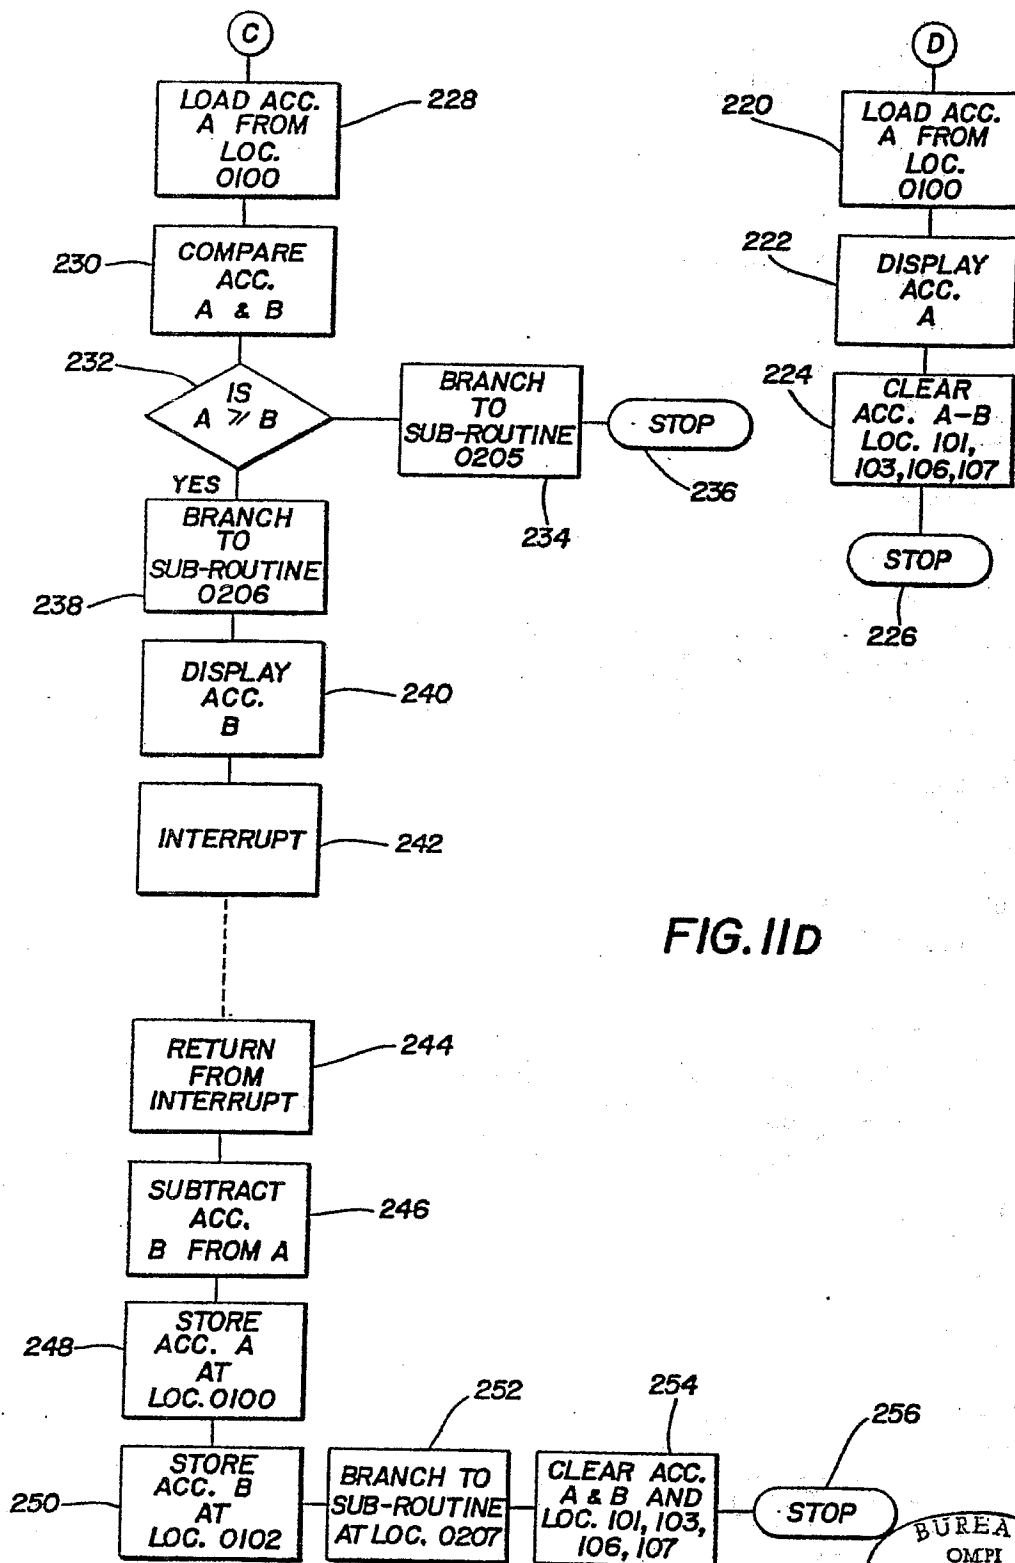 C
LOAD ACC.
A FROM
LOC.
0100
228
COMPARE
ACC.
A & B
230
232
IS
A ≫ B
BRANCH
TO
SUB-ROUTINE
0205
234
STOP
236
YES
BRANCH
TO
SUB-ROUTINE
0206
238
DISPLAY
ACC.
B
240
INTERRUPT
242
RETURN
FROM
INTERRUPT
244
SUBTRACT
ACC.
B FROM A
246
STORE
ACC. A
AT
LOC. 0100
248
STORE
ACC. B
AT
LOC. 0102
250
BRANCH TO
SUB-ROUTINE
AT LOC. 0207
252
CLEAR ACC.
A & B AND
LOC. 101, 103,
106, 107
254
STOP
256
D
LOAD ACC.
A FROM
LOC.
0100
220
DISPLAY
ACC.
A
222
CLEAR
ACC. A-B
LOC. 101,
103,106,107
224
STOP
226
FIG. 11D
BUREA
OMPI